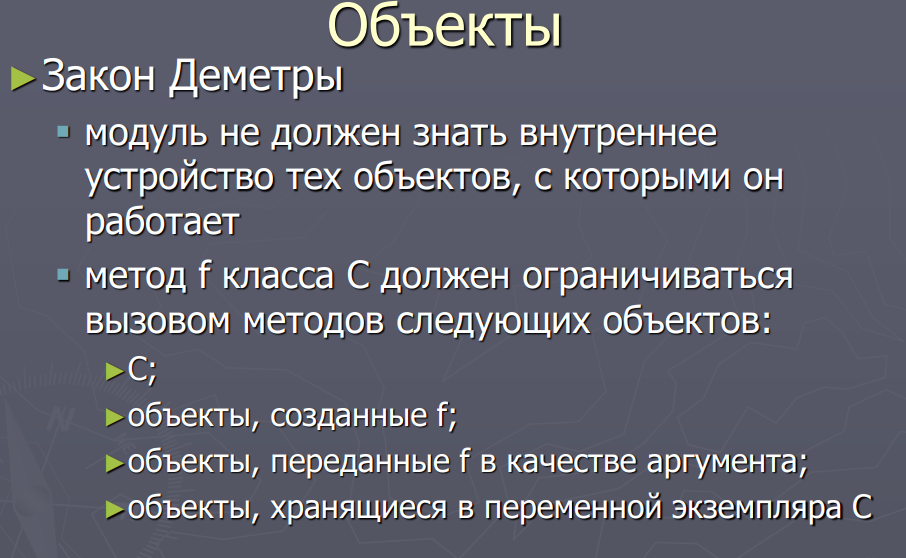 Объекты
►Закон Деметры
▪ модуль не должен знать внутреннее
устройство тех объектов, с которыми он
работает
▪ метод f класса C должен ограничиваться
вызовом методов следующих объектов:
►C;
►объекты, созданные f;
►объекты, переданные f в качестве аргумента;
►объекты, хранящиеся в переменной экземпляра C